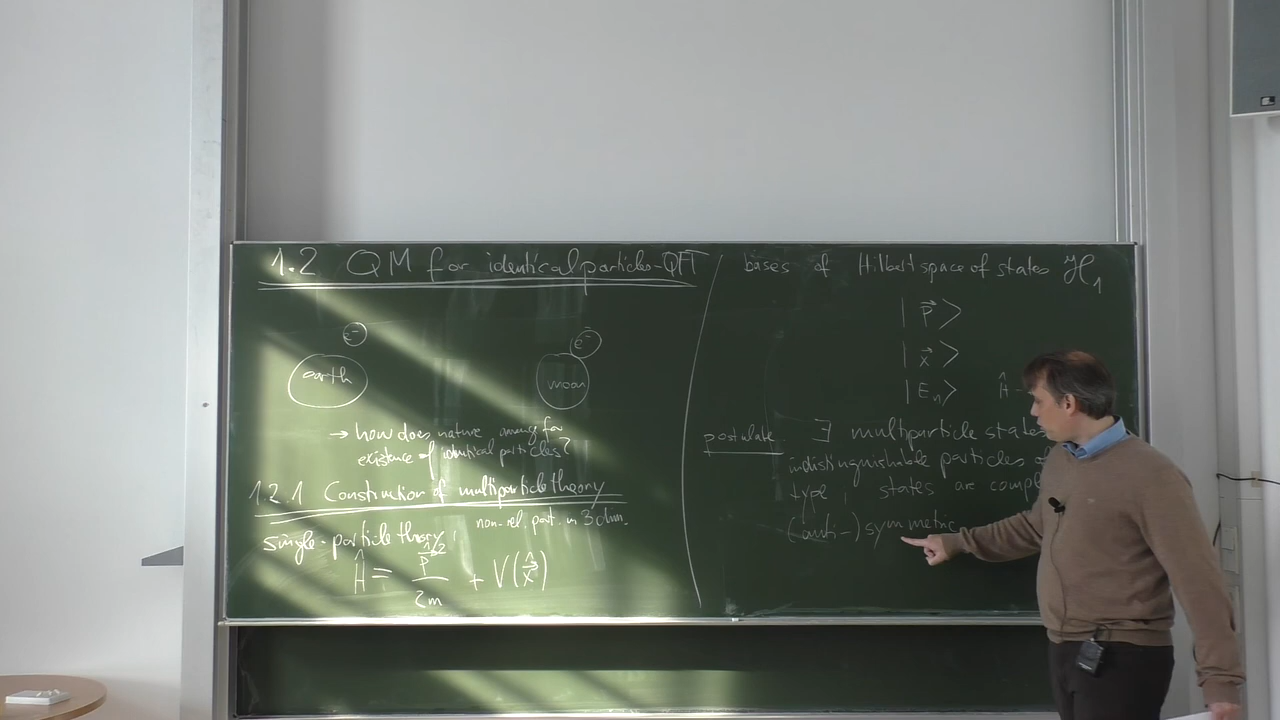 1.2 QM for identical particles-QFT
e⁻
e⁻
earth
moon
→ how does nature arrange for
existence of identical particles?
1.2.1 Construction of multiparticle theory
non-rel. part. in 3 dim.
single-particle theory:
Ĥ = p̂⃗² / 2m + V(x̂⃗)
bases of Hilbert space of states ℋ₁
| p⃗ >
| x⃗ >
| Eₙ > Ĥ
postulate: ∃ multiparticle states
indistinguishable particles
type, states are
(anti-)symmetric